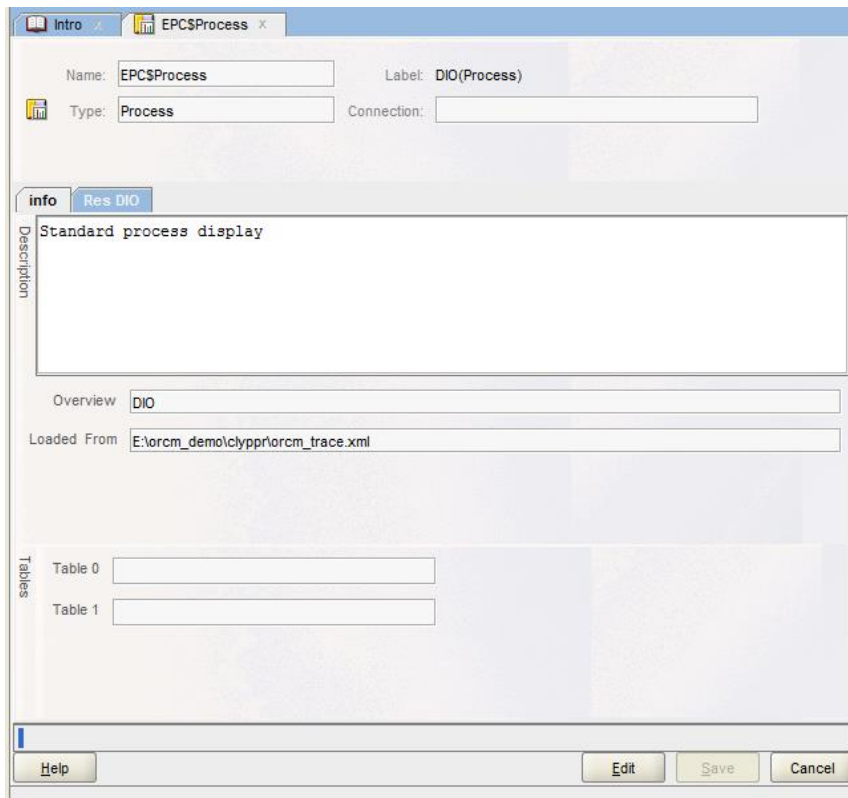 Intro x EPC$Process x
Name: EPC$Process Label: DIO(Process)
Type: Process Connection:
info Res DIO
Description
Standard process display
Overview DIO
Loaded From E:\orcm_demo\clyppr\orcm_trace.xml
Tables
Table 0
Table 1
Help Edit Save Cancel